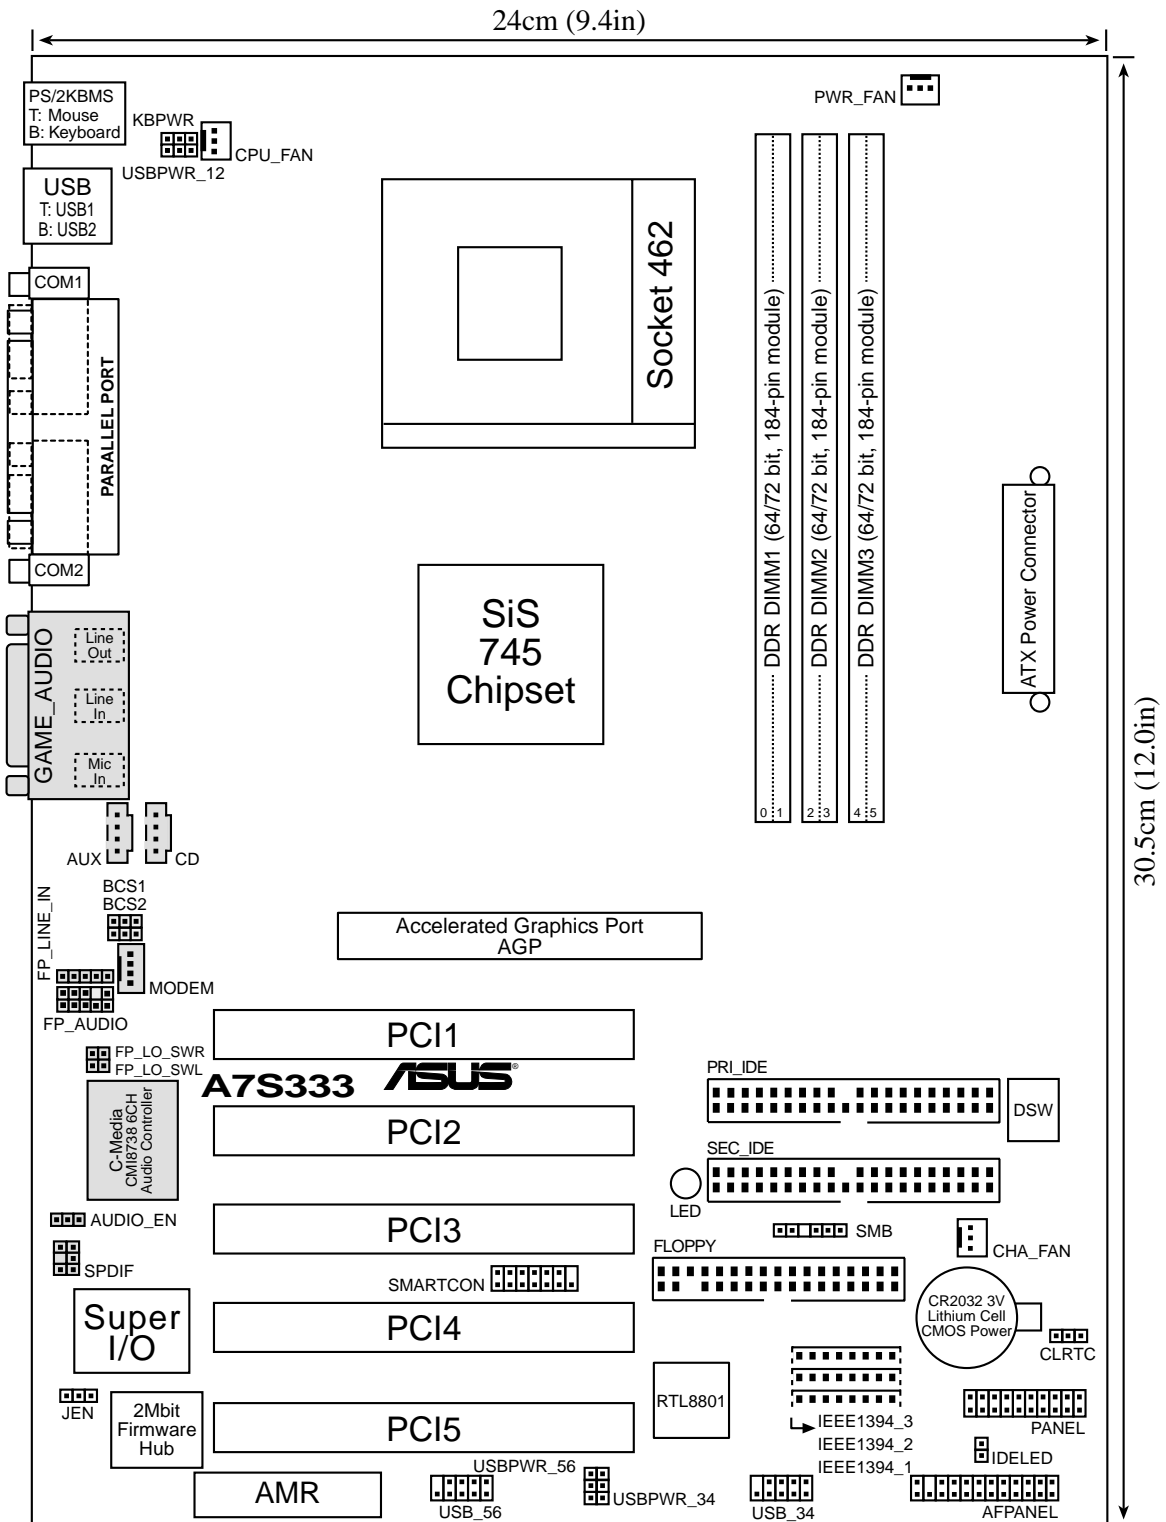 24cm (9.4in)
PS/2KBMS
T: Mouse
B: Keyboard
KBPWR
CPU_FAN
USBPWR_12
PWR_FAN
USB
T: USB1
B: USB2
COM1
PARALLEL PORT
COM2
Socket 462
DDR DIMM1 (64/72 bit, 184-pin module)
DDR DIMM2 (64/72 bit, 184-pin module)
DDR DIMM3 (64/72 bit, 184-pin module)
0 1
2 3
4 5
ATX Power Connector
30.5cm (12.0in)
SiS
745
Chipset
GAME_AUDIO
Line
Out
Line
In
Mic
In
AUX
CD
BCS1
BCS2
FP_LINE_IN
MODEM
FP_AUDIO
Accelerated Graphics Port
AGP
PCI1
FP_LO_SWR
FP_LO_SWL
A7S333
ASUS®
PRI_IDE
DSW
C-Media
CMI8738 6CH
Audio Controller
PCI2
SEC_IDE
LED
AUDIO_EN
SPDIF
PCI3
SMB
CHA_FAN
FLOPPY
SMARTCON
Super
I/O
PCI4
CR2032 3V
Lithium Cell
CMOS Power
CLRTC
JEN
2Mbit
Firmware
Hub
PCI5
RTL8801
IEEE1394_3
IEEE1394_2
IEEE1394_1
PANEL
IDELED
AMR
USBPWR_56
USB_56
USBPWR_34
USB_34
AFPANEL